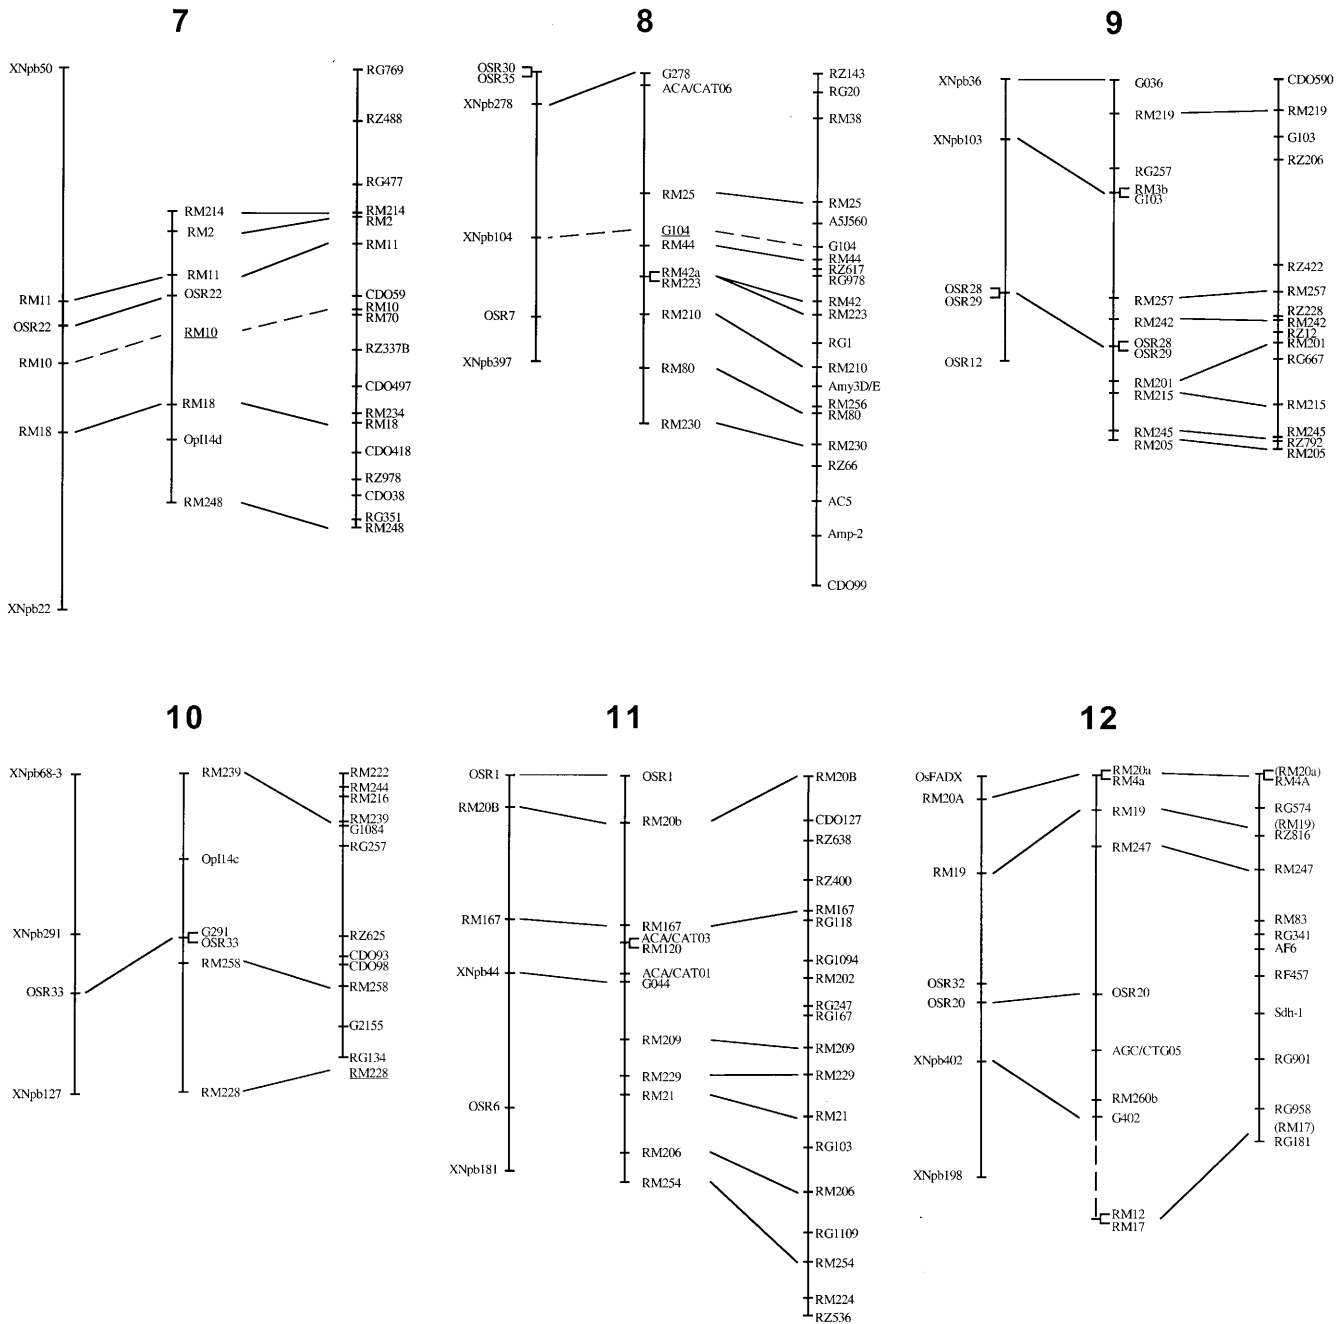 7
XNpb50
RM11
OSR22
RM10
RM18
XNpb22
RM214
RM2
RM11
OSR22
RM10
RM18
OpI14d
RM248
RG769
RZ488
RG477
RM214
RM2
RM11
CDO59
RM10
RM70
RZ337B
CDO497
RM234
RM18
CDO418
RZ978
CDO38
RG351
RM248
8
OSR30
OSR35
XNpb278
XNpb104
OSR7
XNpb397
G278
ACA/CAT06
RM25
G104
RM44
RM42a
RM223
RM210
RM80
RM230
RZ143
RG20
RM38
RM25
A5J560
G104
RM44
RZ617
RG978
RM42
RM223
RG1
RM210
Amy3D/E
RM256
RM80
RM230
RZ66
AC5
Amp-2
CDO99
9
XNpb36
XNpb103
OSR28
OSR29
OSR12
G036
RM219
RG257
RM3b
G103
RM257
RM242
OSR28
OSR29
RM201
RM215
RM245
RM205
CDO590
RM219
G103
RZ206
RZ422
RM257
RZ228
RM242
RZ12
RM201
RG667
RM215
RM245
RZ792
RM205
10
XNpb68-3
XNpb291
OSR33
XNpb127
RM239
OpI14c
G291
OSR33
RM258
RM228
RM222
RM244
RM216
RM239
G1084
RG257
RZ625
CDO93
CDO98
RM258
G2155
RG134
RM228
11
OSR1
RM20B
RM167
XNpb44
OSR6
XNpb181
OSR1
RM20b
RM167
ACA/CAT03
RM120
ACA/CAT01
G044
RM209
RM229
RM21
RM206
RM254
RM20B
CDO127
RZ638
RZ400
RM167
RG118
RG1094
RM202
RG247
RG167
RM209
RM229
RM21
RG103
RM206
RG1109
RM254
RM224
RZ536
12
OsFADX
RM20A
RM19
OSR32
OSR20
XNpb402
XNpb198
RM20a
RM4a
RM19
RM247
OSR20
AGC/CTG05
RM260b
G402
RM12
RM17
(RM20a)
RM4A
RG574
(RM19)
RZ816
RM247
RM83
RG341
AF6
RF457
Sdh-1
RG901
RG958
(RM17)
RG181